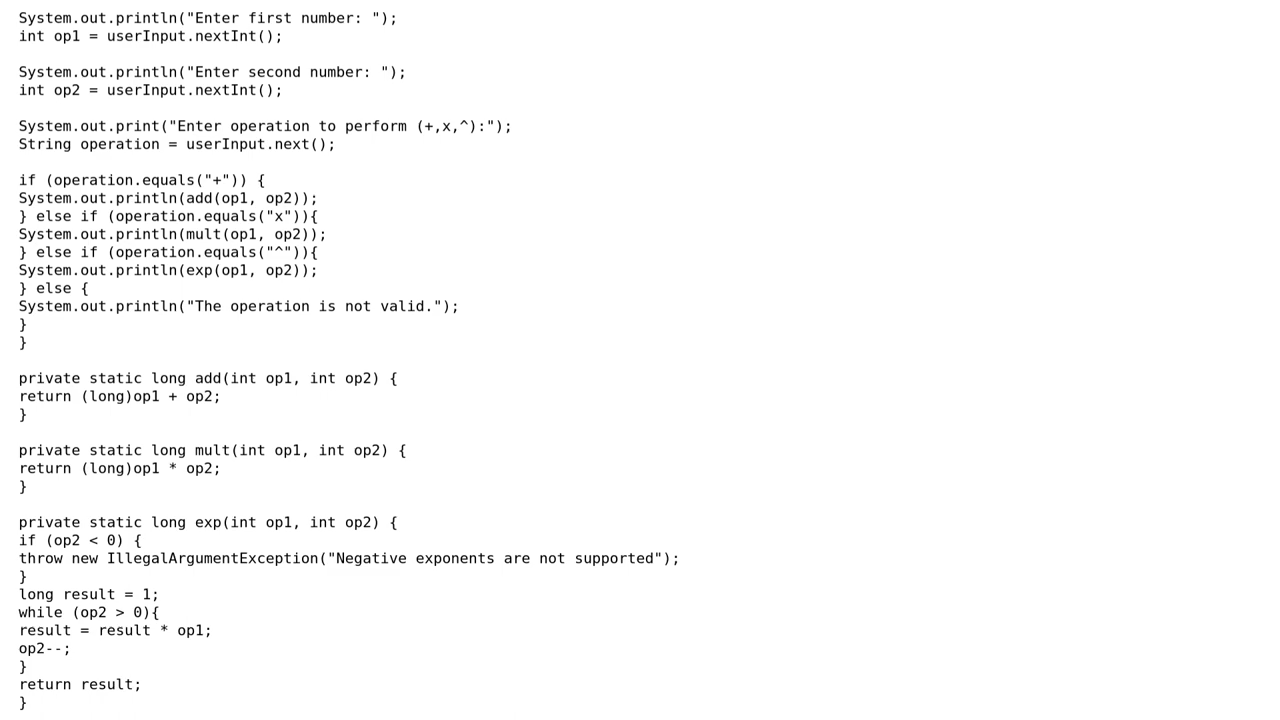 System.out.println("Enter first number: ");
int op1 = userInput.nextInt();

System.out.println("Enter second number: ");
int op2 = userInput.nextInt();

System.out.print("Enter operation to perform (+,x,^):");
String operation = userInput.next();

if (operation.equals("+")) {
System.out.println(add(op1, op2));
} else if (operation.equals("x")){
System.out.println(mult(op1, op2));
} else if (operation.equals("^")){
System.out.println(exp(op1, op2));
} else {
System.out.println("The operation is not valid.");
}
}

private static long add(int op1, int op2) {
return (long)op1 + op2;
}

private static long mult(int op1, int op2) {
return (long)op1 * op2;
}

private static long exp(int op1, int op2) {
if (op2 < 0) {
throw new IllegalArgumentException("Negative exponents are not supported");
}
long result = 1;
while (op2 > 0){
result = result * op1;
op2--;
}
return result;
}